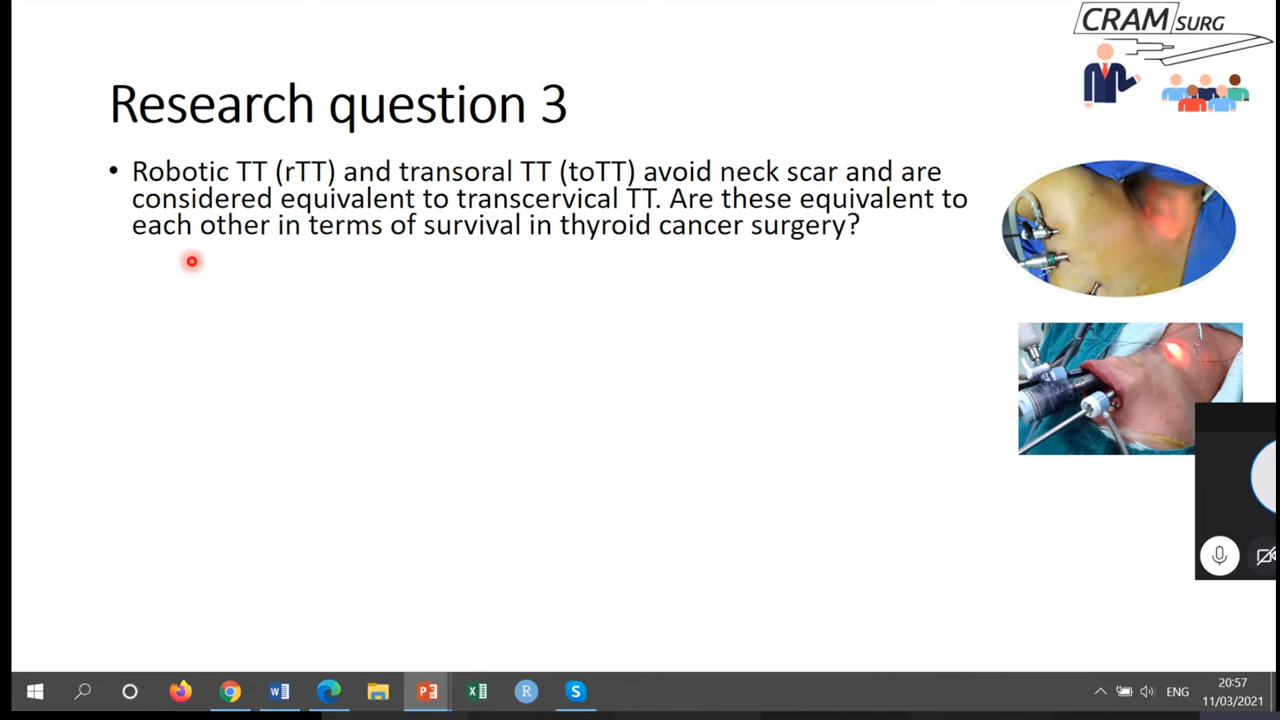 CRAM SURG
Research question 3
• Robotic TT (rTT) and transoral TT (toTT) avoid neck scar and are
considered equivalent to transcervical TT. Are these equivalent to
each other in terms of survival in thyroid cancer surgery?
ENG
20:57
11/03/2021